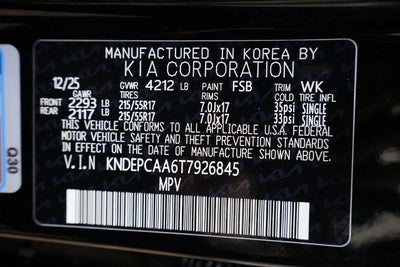 MANUFACTURED IN KOREA BY
KIA CORPORATION
12/25 GVWR 4212 LB PAINT FSB TRIM WK
GAWR TIRES RIMS
FRONT 2293 LB 215/55R17 7.0Jx17 35psi SINGLE
REAR 2117 LB 215/55R17 7.0Jx17 33psi SINGLE
THIS VEHICLE CONFORMS TO ALL APPLICABLE U.S.A. FEDERAL MOTOR VEHICLE
SAFETY AND THEFT PREVENTION STANDARDS
IN EFFECT ON THE DATE OF MANUFACTURE SHOWN ABOVE.
V.I.N KNDEPCAA6T7926845
MPV
Q30